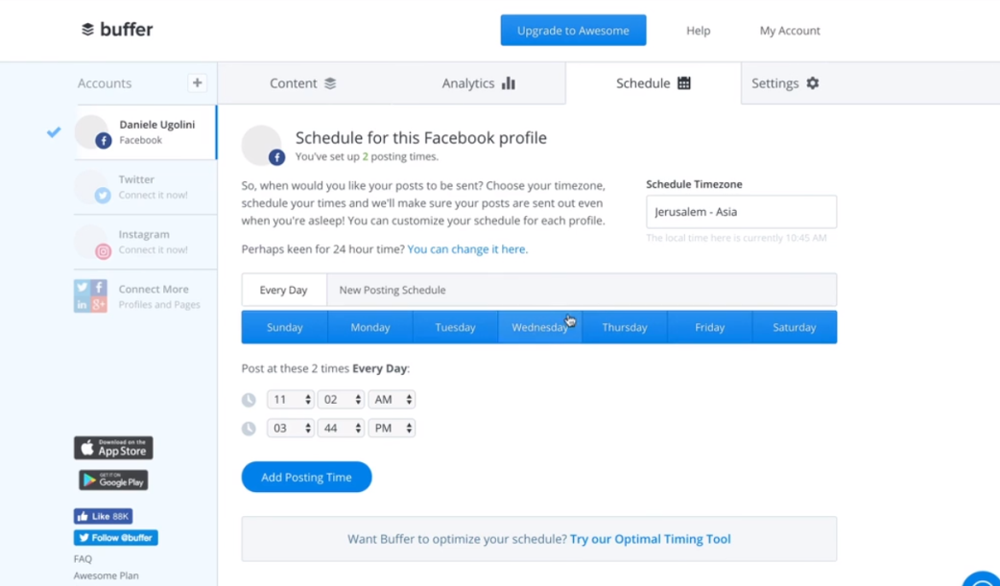 buffer
Upgrade to Awesome
Help
My Account
Accounts
+
Content
Analytics
Schedule
Settings
Daniele Ugolini
Facebook
Twitter
Connect it now!
Instagram
Connect it now!
Connect More
Profiles and Pages
Schedule for this Facebook profile
You've set up 2 posting times.
So, when would you like your posts to be sent? Choose your timezone,
schedule your times and we'll make sure your posts are sent out even
when you're asleep! You can customize your schedule for each profile.
Schedule Timezone
Jerusalem - Asia
The local time here is currently 10:45 AM
Perhaps keen for 24 hour time? You can change it here.
Every Day
New Posting Schedule
Sunday
Monday
Tuesday
Wednesday
Thursday
Friday
Saturday
Post at these 2 times Every Day:
11 02 AM
03 44 PM
Add Posting Time
Want Buffer to optimize your schedule? Try our Optimal Timing Tool
Download on the
App Store
GET IT ON
Google Play
Like 88K
Follow @buffer
FAQ
Awesome Plan